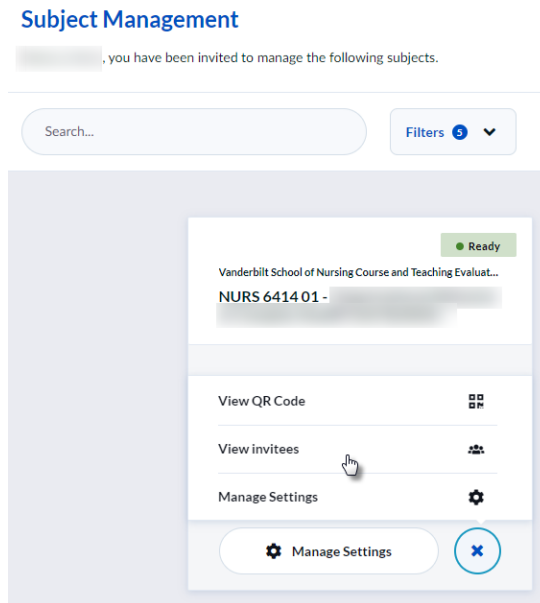 Subject Management
, you have been invited to manage the following subjects.
Search...
Filters 5
Ready
Vanderbilt School of Nursing Course and Teaching Evaluat...
NURS 6414 01 -
View QR Code
View invitees
Manage Settings
Manage Settings